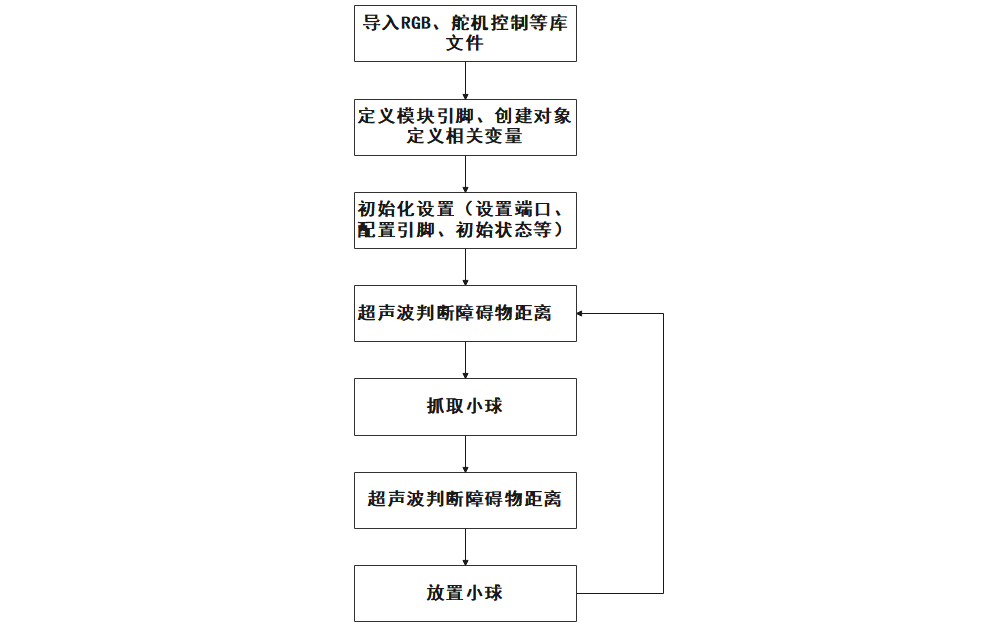 导入RGB、舵机控制等库
文件
定义模块引脚、创建对象
定义相关变量
初始化设置（设置端口、
配置引脚、初始状态等）
超声波判断障碍物距离
抓取小球
超声波判断障碍物距离
放置小球